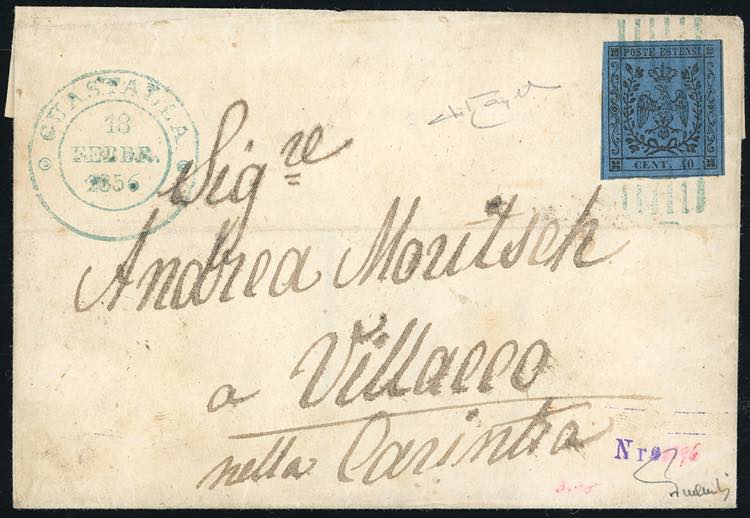 POSTE ESTENSI
CENT. 40
GUASTALLA
18
FEBBR.
1856
Sig.re
Andrea Moritsch
a Villacco
nella Carintia
Nro